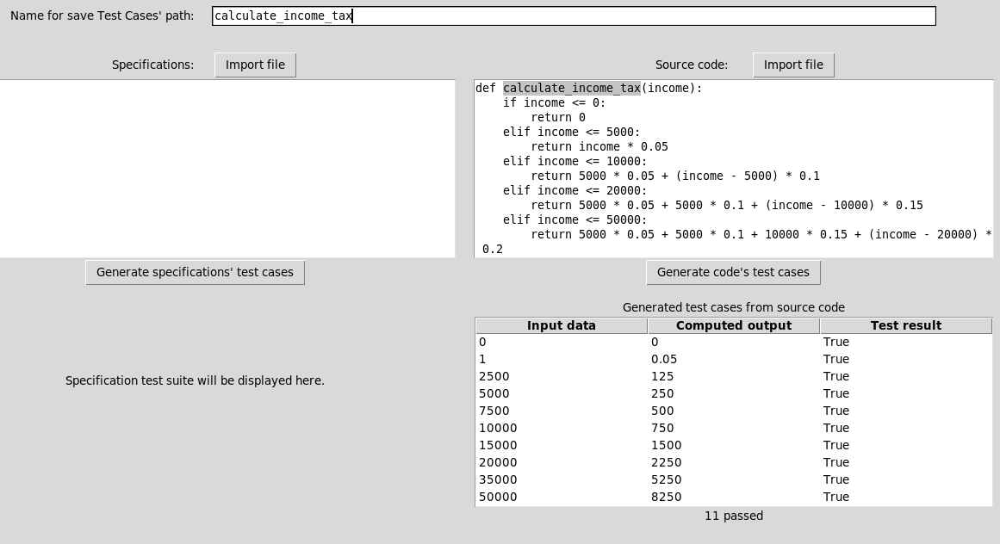 Name for save Test Cases' path: calculate_income_tax
Specifications: Import file
Source code: Import file
def calculate_income_tax(income):
    if income <= 0:
        return 0
    elif income <= 5000:
        return income * 0.05
    elif income <= 10000:
        return 5000 * 0.05 + (income - 5000) * 0.1
    elif income <= 20000:
        return 5000 * 0.05 + 5000 * 0.1 + (income - 10000) * 0.15
    elif income <= 50000:
        return 5000 * 0.05 + 5000 * 0.1 + 10000 * 0.15 + (income - 20000) *
 0.2
Generate specifications' test cases
Generate code's test cases
Specification test suite will be displayed here.
Generated test cases from source code
Input data Computed output Test result
0 0 True
1 0.05 True
2500 125 True
5000 250 True
7500 500 True
10000 750 True
15000 1500 True
20000 2250 True
35000 5250 True
50000 8250 True
11 passed